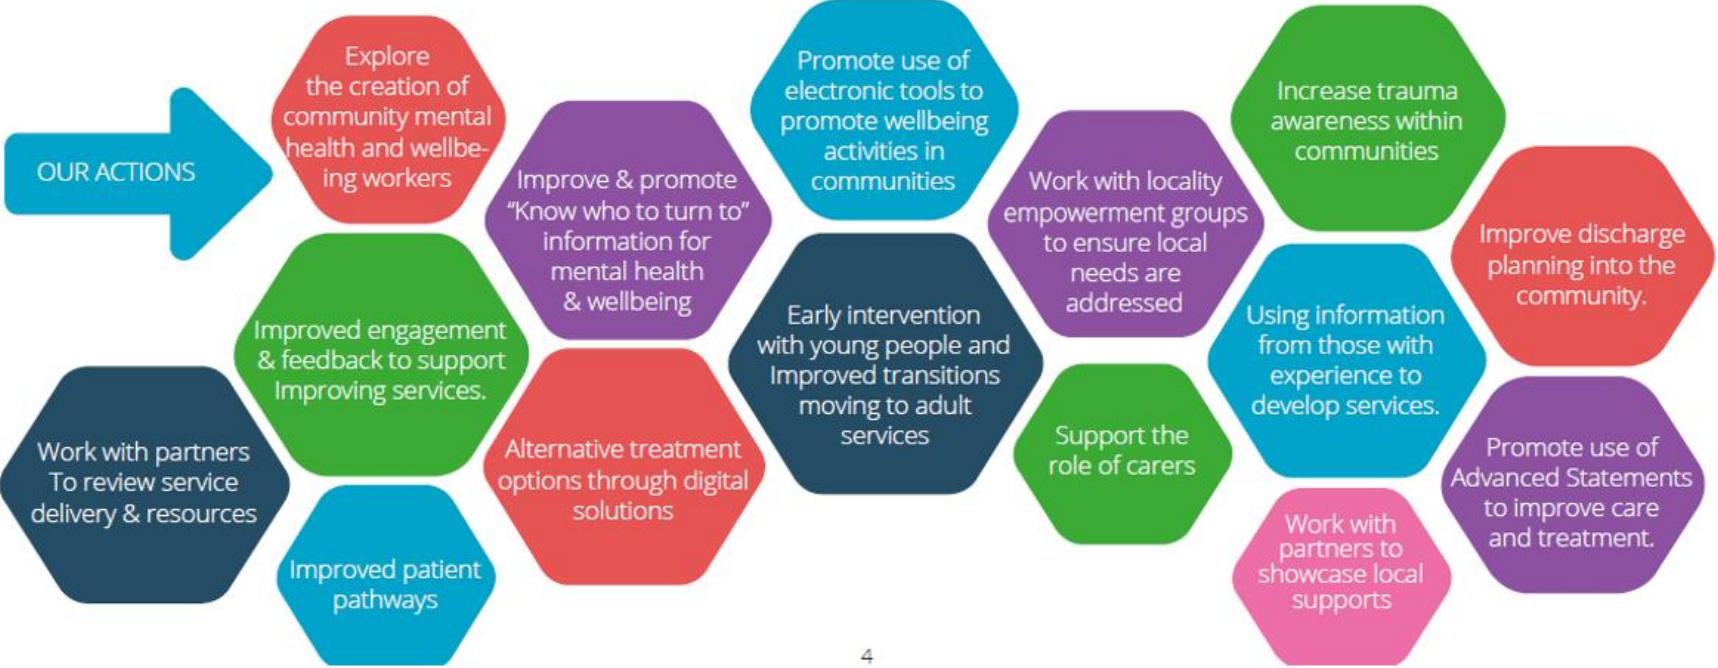 OUR ACTIONS
Explore
the creation of
community mental
health and wellbe-
ing workers
Improved engagement
& feedback to support
Improving services.
Work with partners
To review service
delivery & resources
Improved patient
pathways
Improve & promote
“Know who to turn to”
information for
mental health
& wellbeing
Alternative treatment
options through digital
solutions
Promote use of
electronic tools to
promote wellbeing
activities in
communities
Early intervention
with young people and
Improved transitions
moving to adult
services
Work with locality
empowerment groups
to ensure local
needs are
addressed
Support the
role of carers
Increase trauma
awareness within
communities
Using information
from those with
experience to
develop services.
Work with
partners to
showcase local
supports
Improve discharge
planning into the
community.
Promote use of
Advanced Statements
to improve care
and treatment.
4